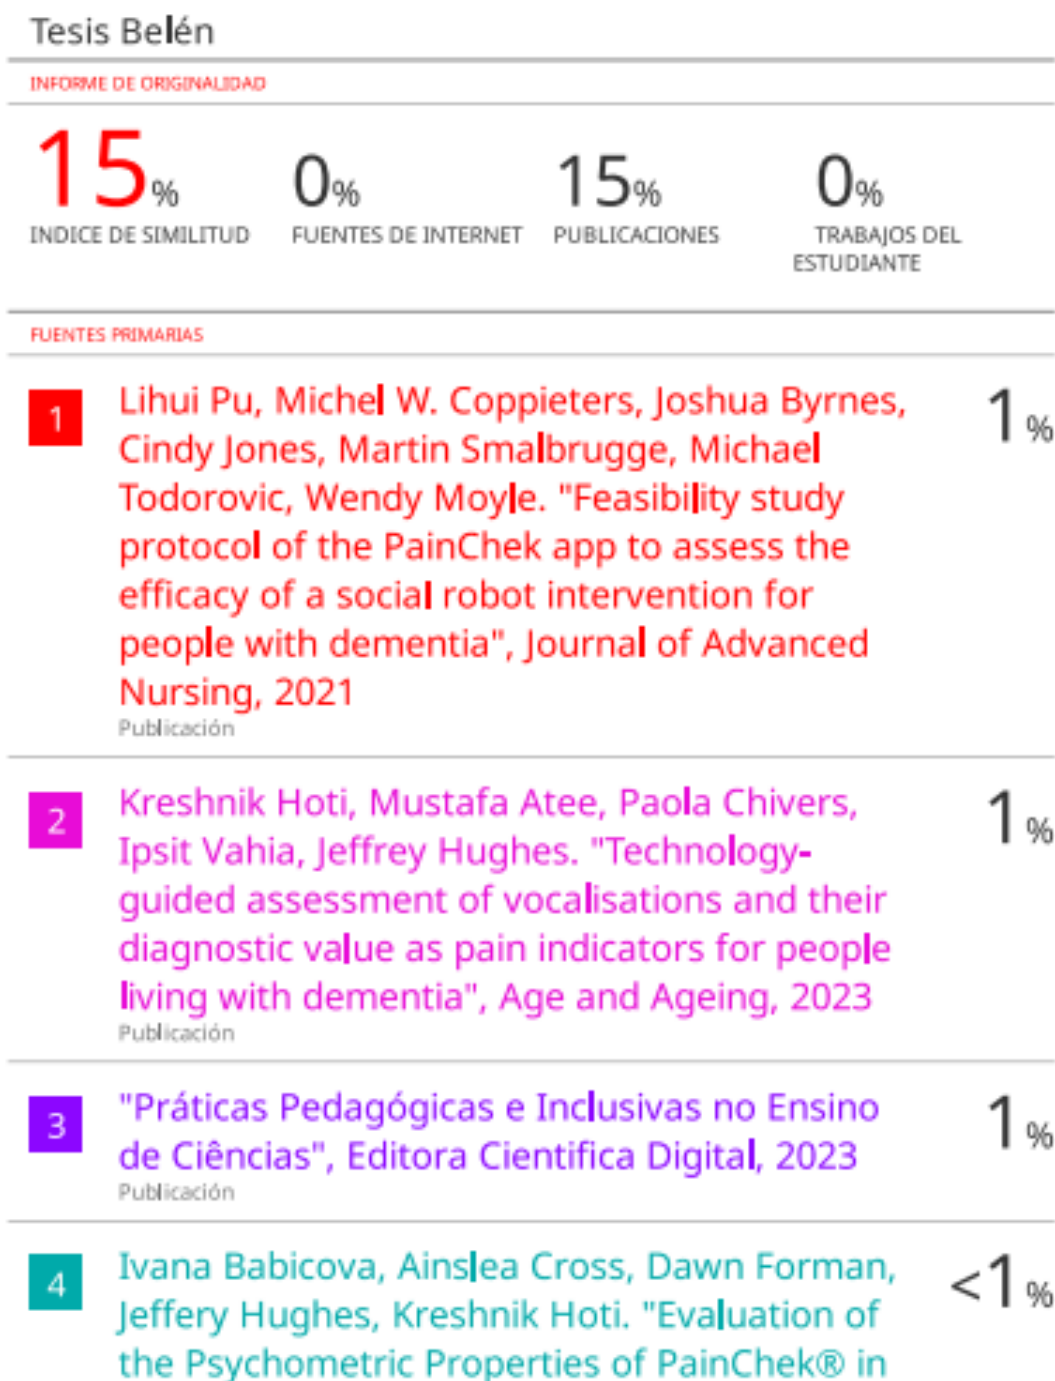 Tesis Belén
INFORME DE ORIGINALIDAD
15%
0%
15%
0%
INDICE DE SIMILITUD
FUENTES DE INTERNET
PUBLICACIONES
TRABAJOS DEL
ESTUDIANTE
FUENTES PRIMARIAS
1
Lihui Pu, Michel W. Coppieters, Joshua Byrnes,
Cindy Jones, Martin Smalbrugge, Michael
Todorovic, Wendy Moyle. "Feasibility study
protocol of the PainChek app to assess the
efficacy of a social robot intervention for
people with dementia", Journal of Advanced
Nursing, 2021
Publicación
1%
2
Kreshnik Hoti, Mustafa Atee, Paola Chivers,
Ipsit Vahia, Jeffrey Hughes. "Technology-
guided assessment of vocalisations and their
diagnostic value as pain indicators for people
living with dementia", Age and Ageing, 2023
Publicación
1%
3
"Práticas Pedagógicas e Inclusivas no Ensino
de Ciências", Editora Cientifica Digital, 2023
Publicación
1%
4
Ivana Babicova, Ainslea Cross, Dawn Forman,
Jeffery Hughes, Kreshnik Hoti. "Evaluation of
the Psychometric Properties of PainChek® in
<1%